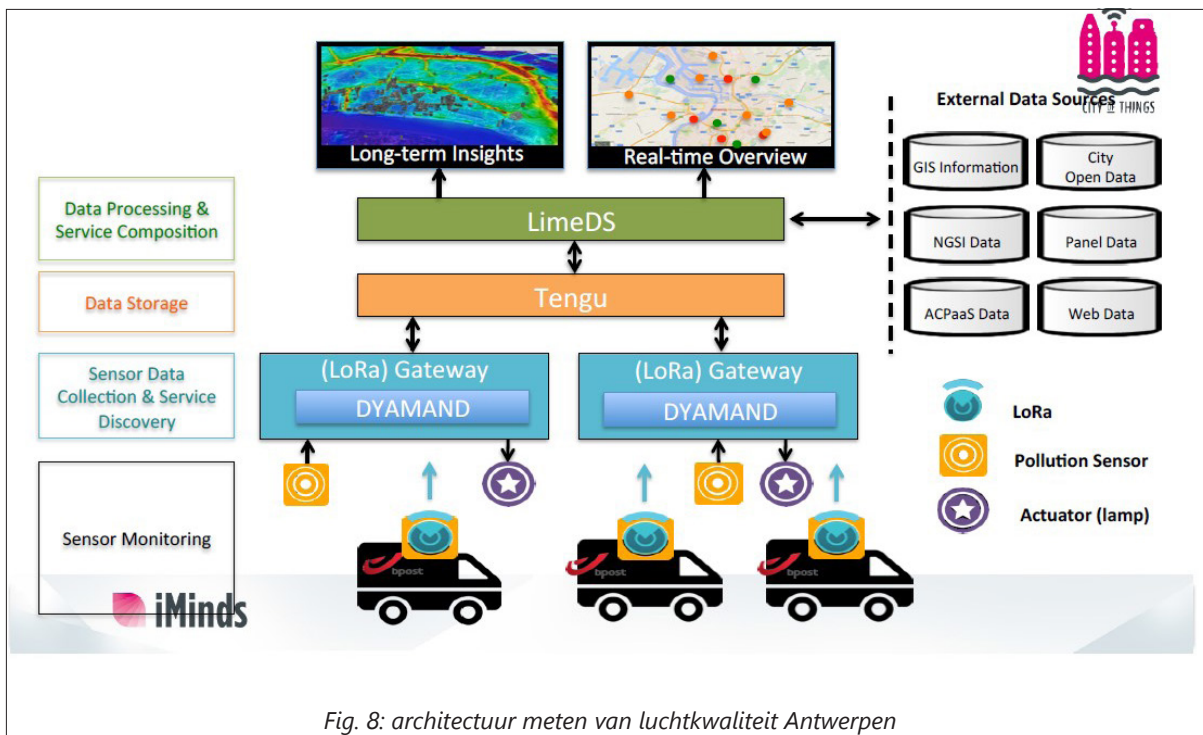 CITY OF THINGS
External Data Sources
Long-term Insights
Real-time Overview
GIS Information
City
Open Data
Data Processing &
Service Composition
LimeDS
NGSI Data
Panel Data
Data Storage
Tengu
ACPaaS Data
Web Data
Sensor Data
Collection & Service
Discovery
(LoRa) Gateway
DYAMAND
(LoRa) Gateway
DYAMAND
LoRa
Pollution Sensor
Actuator (lamp)
Sensor Monitoring
bpost
bpost
bpost
iMinds
Fig. 8: architectuur meten van luchtkwaliteit Antwerpen